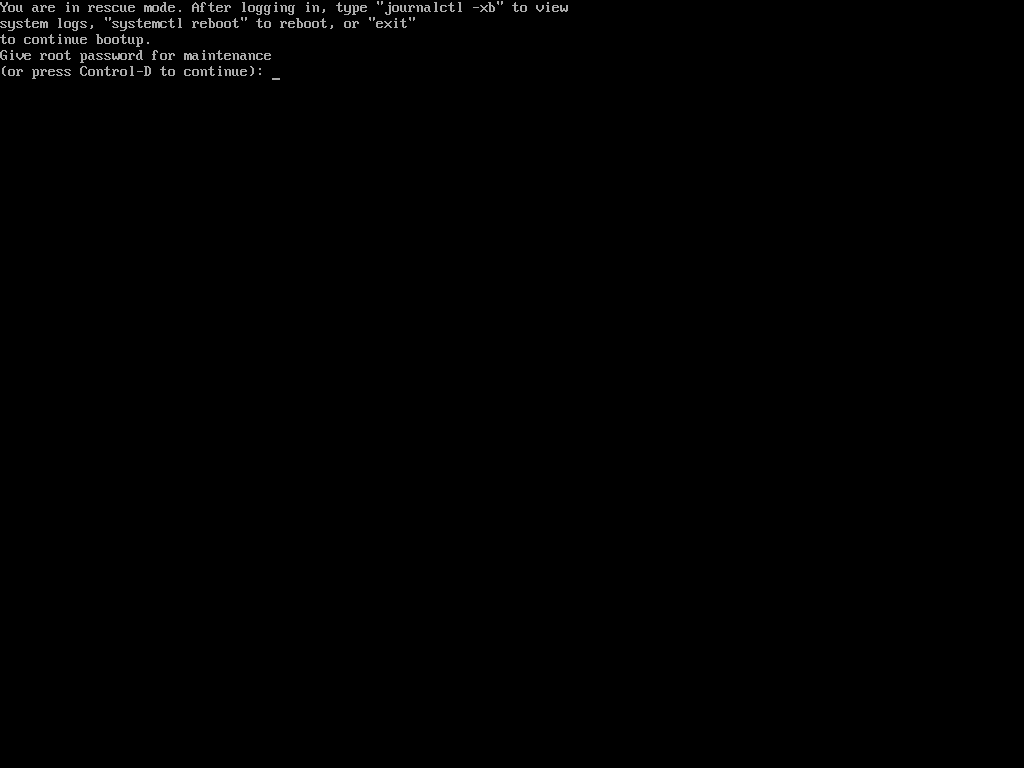 You are in rescue mode. After logging in, type "journalctl -xb" to view
system logs, "systemctl reboot" to reboot, or "exit"
to continue bootup.
Give root password for maintenance
(or press Control-D to continue): _